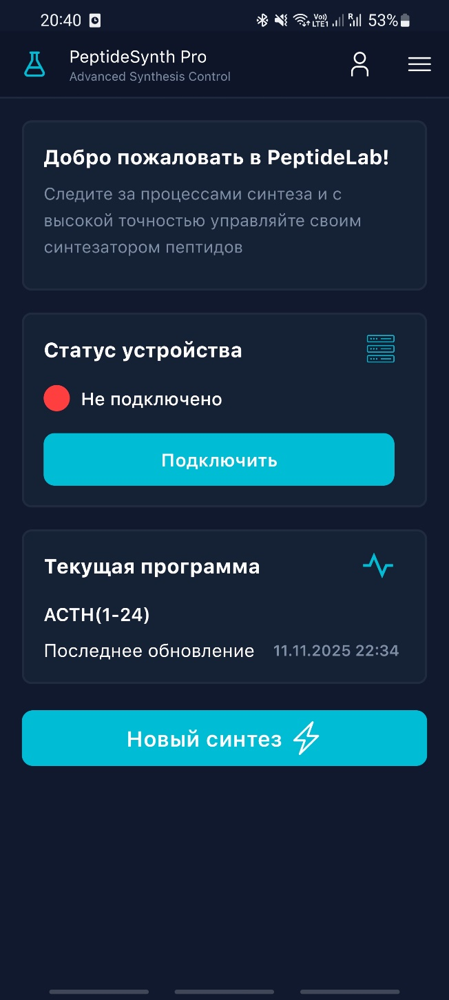 20:40
Vo)) LTE1 R 53%
PeptideSynth Pro
Advanced Synthesis Control
Добро пожаловать в PeptideLab!
Следите за процессами синтеза и с
высокой точностью управляйте своим
синтезатором пептидов
Статус устройства
Не подключено
Подключить
Текущая программа
ACTH(1-24)
Последнее обновление 11.11.2025 22:34
Новый синтез